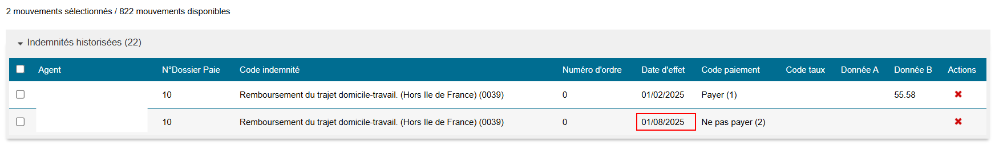 2 mouvements sélectionnés / 822 mouvements disponibles
Indemnités historisées (22)
Agent N°Dossier Paie Code indemnité Numéro d'ordre Date d'effet Code paiement Code taux Donnée A Donnée B Actions
10 Remboursement du trajet domicile-travail. (Hors Ile de France) (0039) 0 01/02/2025 Payer (1) 55.58
10 Remboursement du trajet domicile-travail. (Hors Ile de France) (0039) 0 01/08/2025 Ne pas payer (2)